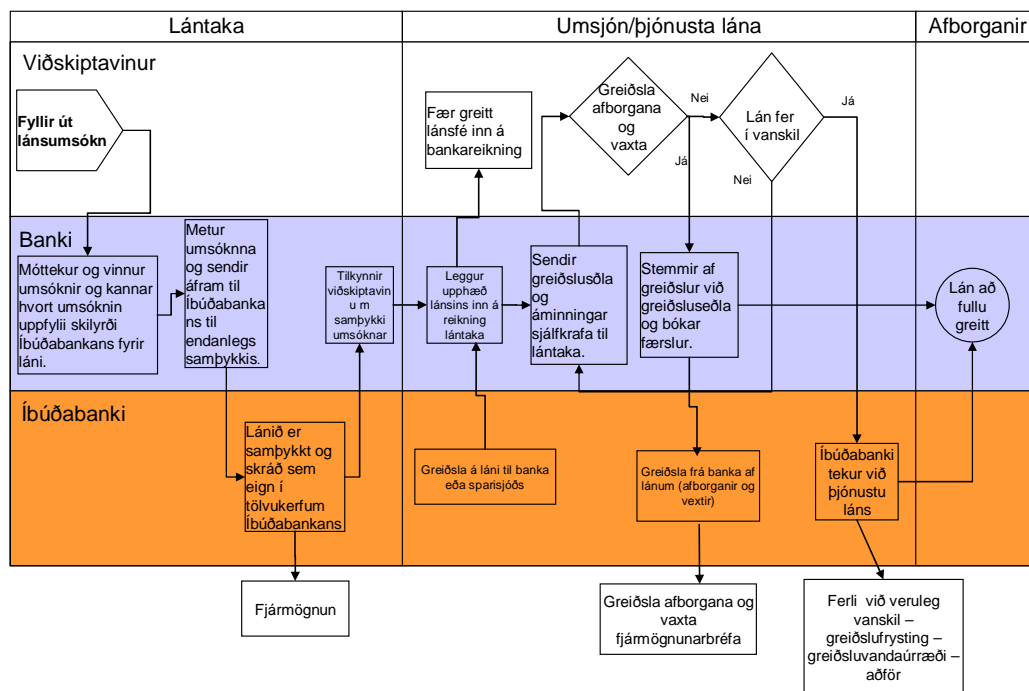 Lántaka
Umsjón/þjónusta lána
Afborganir
Viðskiptavinur
Fyllir út
lánsumsókn
Fær greitt
lánsfé inn á
bankareikning
Greiðsla
afborgana
og
vaxta
Nei
Já
Lán fer
í vanskil
Já
Nei
Banki
Móttekur og vinnur
umsóknir og kannar
hvort umsóknin
uppfylii skilyrði
Íbúðabankans fyrir
láni.
Metur
umsóknna
og sendir
áfram til
Íbúðabanka
ns til
endanlegs
samþykkis.
Tilkynnir
viðskiptavin
u m
samþykki
umsóknar
Leggur
upphæð
lánsins inn á
reikning
lántaka
Sendir
greiðslusðla
og
áminningar
sjálfkrafa til
lántaka.
Stemmir af
greiðslur við
greiðsluseðla
og bókar
færslur.
Lán að
fullu
greitt
Íbúðabanki
Lánið er
samþykkt og
skráð sem
eign í
tölvukerfum
Íbúðabankans
Greiðsla á láni til banka
eða sparisjóðs
Greiðsla frá banka af
lánum (afborganir og
vextir)
Íbúðabanki
tekur við
þjónustu
láns
Fjármögnun
Greiðsla afborgana og
vaxta
fjármögnunarbréfa
Ferli við veruleg
vanskil –
greiðslufrysting –
greiðsluvandaúrræði –
aðför